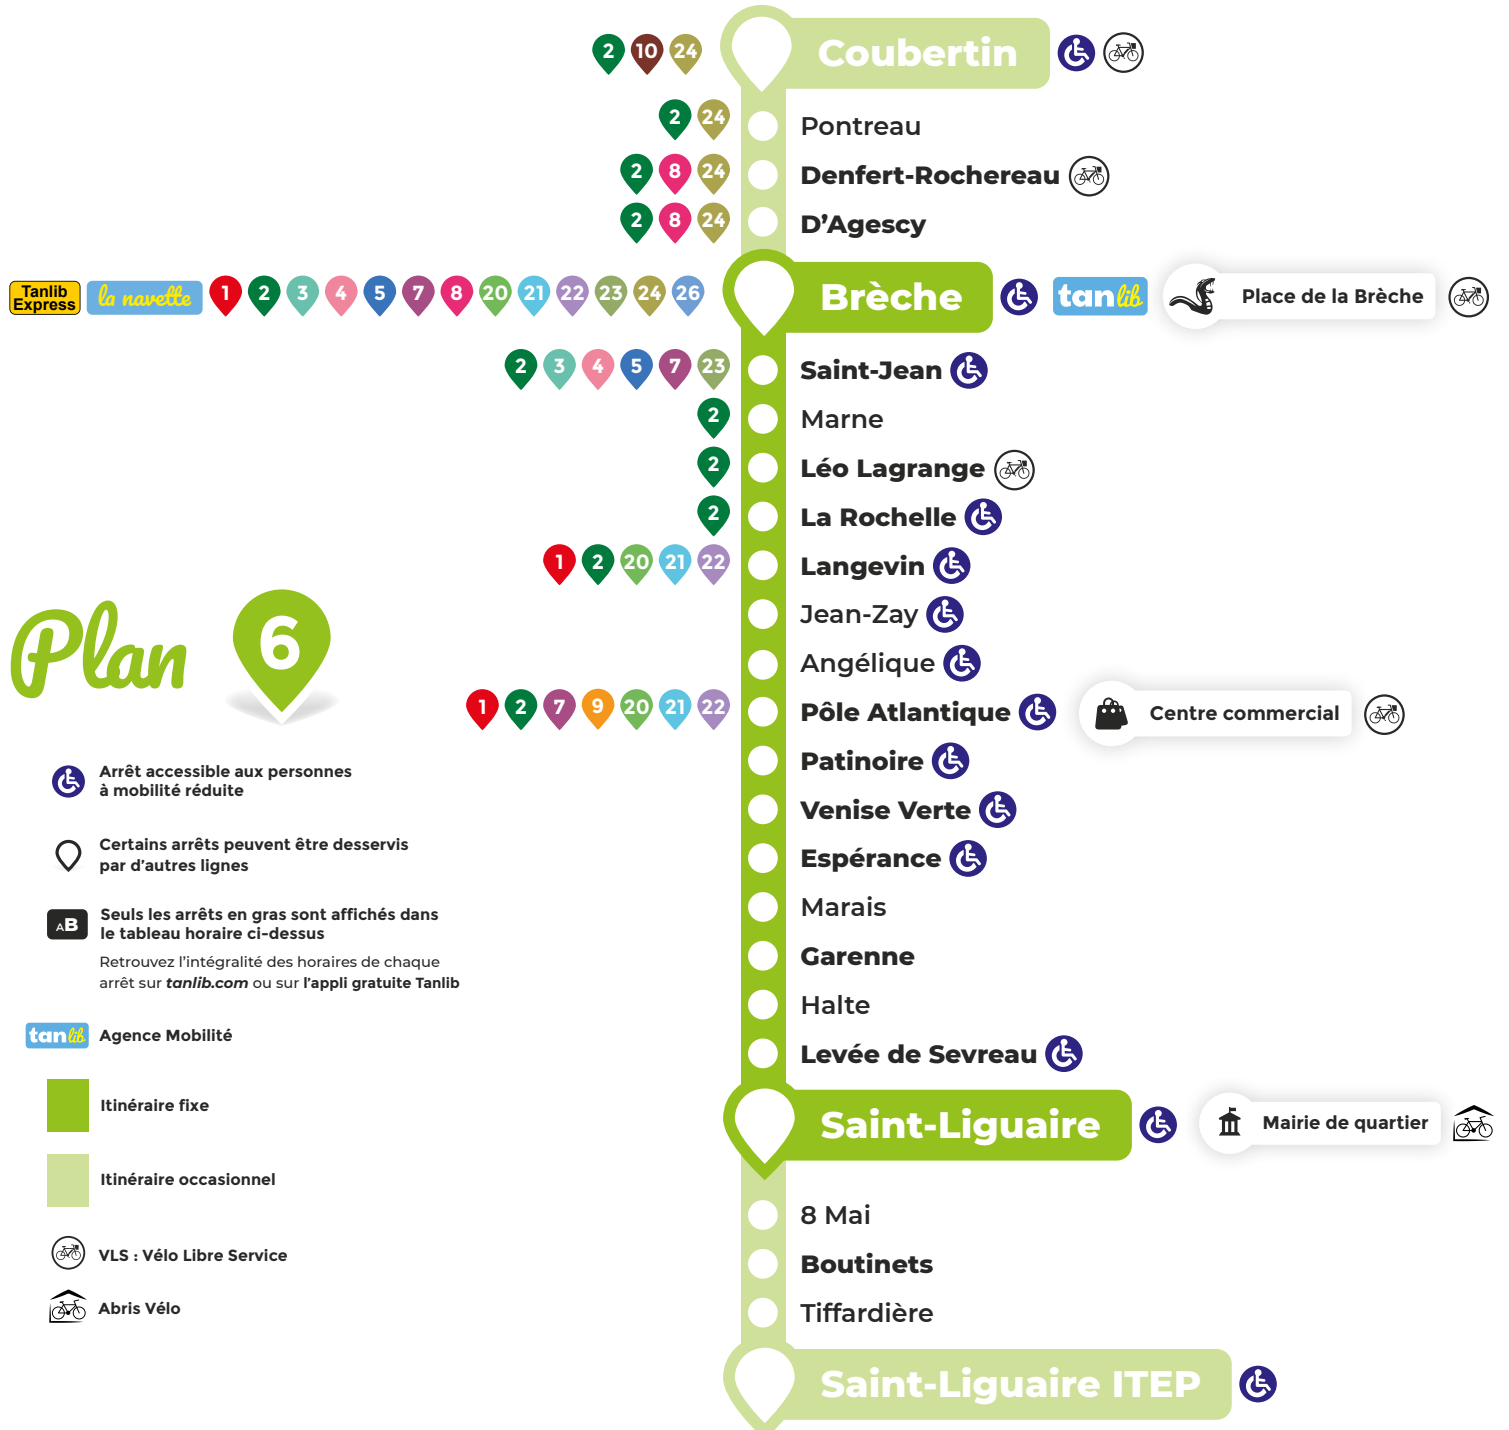 2 10 24 Coubertin
2 24 Pontreau
2 8 24 Denfert-Rochereau
2 8 24 D'Agescy
Tanlib
Express
la navette 1 2 3 4 5 7 8 20 21 22 23 24 26 Brèche tanlib Place de la Brèche
2 3 4 5 7 23 Saint-Jean
2 Marne
2 Léo Lagrange
2 La Rochelle
1 2 20 21 22 Langevin
Jean-Zay
Angélique
1 2 7 9 20 21 22 Pôle Atlantique Centre commercial
Patinoire
Venise Verte
Espérance
Marais
Garenne
Halte
Levée de Sevreau
Saint-Liguaire Mairie de quartier
8 Mai
Boutinets
Tiffardière
Saint-Liguaire ITEP
Plan 6
Arrêt accessible aux personnes
à mobilité réduite
Certains arrêts peuvent être desservis
par d'autres lignes
AB
Seuls les arrêts en gras sont affichés dans
le tableau horaire ci-dessus
Retrouvez l'intégralité des horaires de chaque
arrêt sur tanlib.com ou sur l'appli gratuite Tanlib
tanlib Agence Mobilité
Itinéraire fixe
Itinéraire occasionnel
VLS : Vélo Libre Service
Abris Vélo